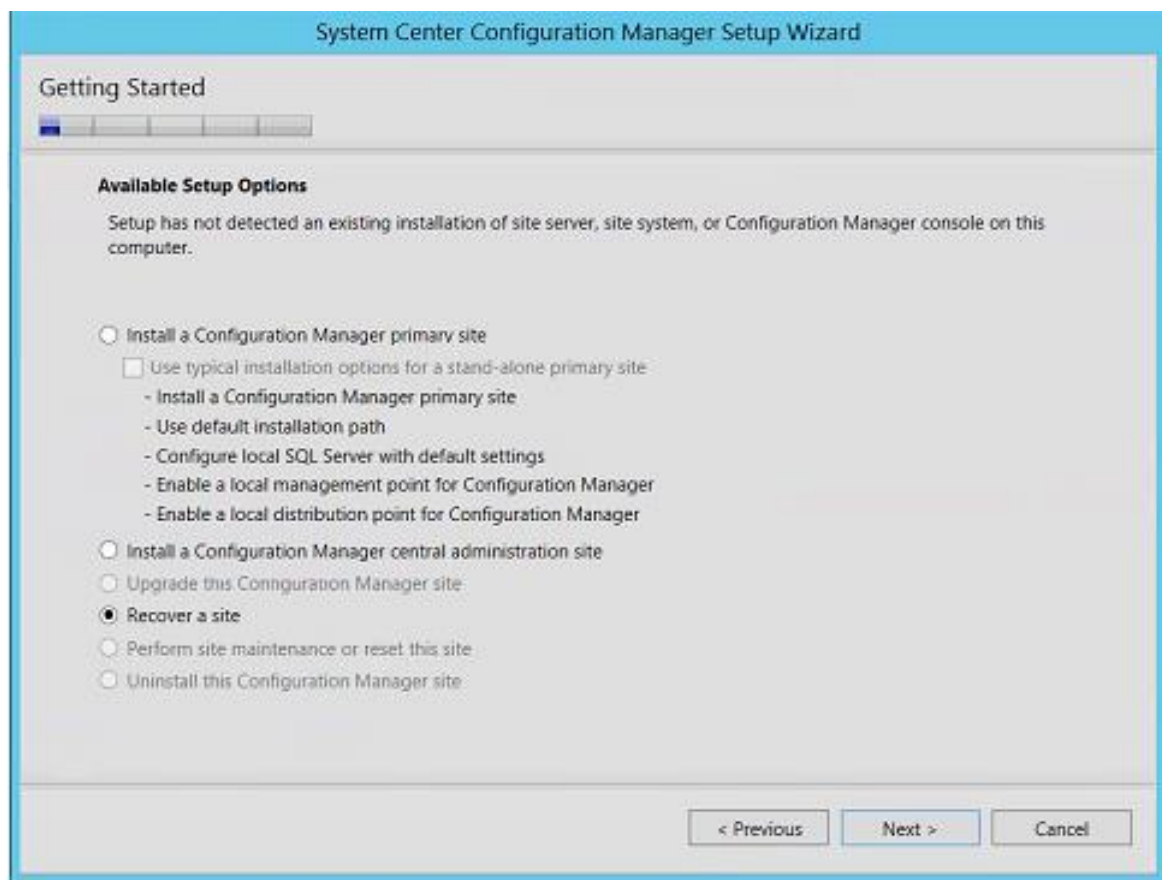 System Center Configuration Manager Setup Wizard
Getting Started
Available Setup Options
Setup has not detected an existing installation of site server, site system, or Configuration Manager console on this
computer.
Install a Configuration Manager primary site
Use typical installation options for a stand-alone primary site
- Install a Configuration Manager primary site
- Use default installation path
- Configure local SQL Server with default settings
- Enable a local management point for Configuration Manager
- Enable a local distribution point for Configuration Manager
Install a Configuration Manager central administration site
Upgrade this Configuration Manager site
Recover a site
Perform site maintenance or reset this site
Uninstall this Configuration Manager site
< Previous
Next >
Cancel